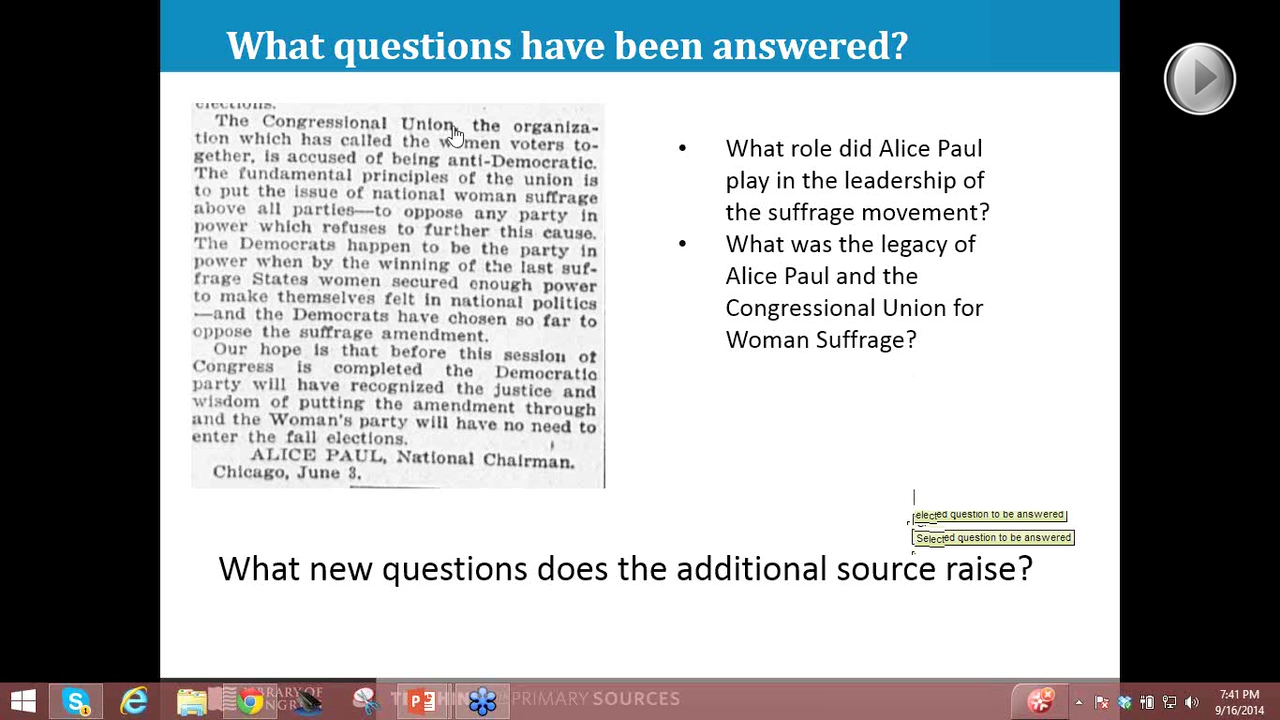 What questions have been answered?
elections.
The Congressional Union, the organiza-
tion which has called the women voters to-
gether, is accused of being anti-Democratic.
The fundamental principles of the union is
to put the issue of national woman suffrage
above all parties—to oppose any party in
power which refuses to further this cause.
The Democrats happen to be the party in
power when by the winning of the last suf-
frage States women secured enough power
to make themselves felt in national politics
—and the Democrats have chosen so far to
oppose the suffrage amendment.
Our hope is that before this session of
Congress is completed the Democratic
party will have recognized the justice and
wisdom of putting the amendment through
and the Woman's party will have no need to
enter the fall elections.
ALICE PAUL, National Chairman.
Chicago, June 3.
• What role did Alice Paul
play in the leadership of
the suffrage movement?
• What was the legacy of
Alice Paul and the
Congressional Union for
Woman Suffrage?
elected question to be answered
Selected question to be answered
What new questions does the additional source raise?
PRIMARY SOURCES
7:41 PM
9/16/2014